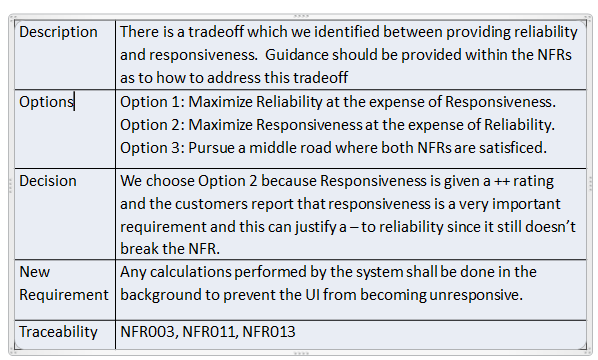 Description
There is a tradeoff which we identified between providing reliability
and responsiveness.  Guidance should be provided within the NFRs
as to how to address this tradeoff
Options
Option 1: Maximize Reliability at the expense of Responsiveness.
Option 2: Maximize Responsiveness at the expense of Reliability.
Option 3: Pursue a middle road where both NFRs are satisficed.
Decision
We choose Option 2 because Responsiveness is given a ++ rating
and the customers report that responsiveness is a very important
requirement and this can justify a – to reliability since it still doesn’t
break the NFR.
New
Requirement
Any calculations performed by the system shall be done in the
background to prevent the UI from becoming unresponsive.
Traceability
NFR003, NFR011, NFR013